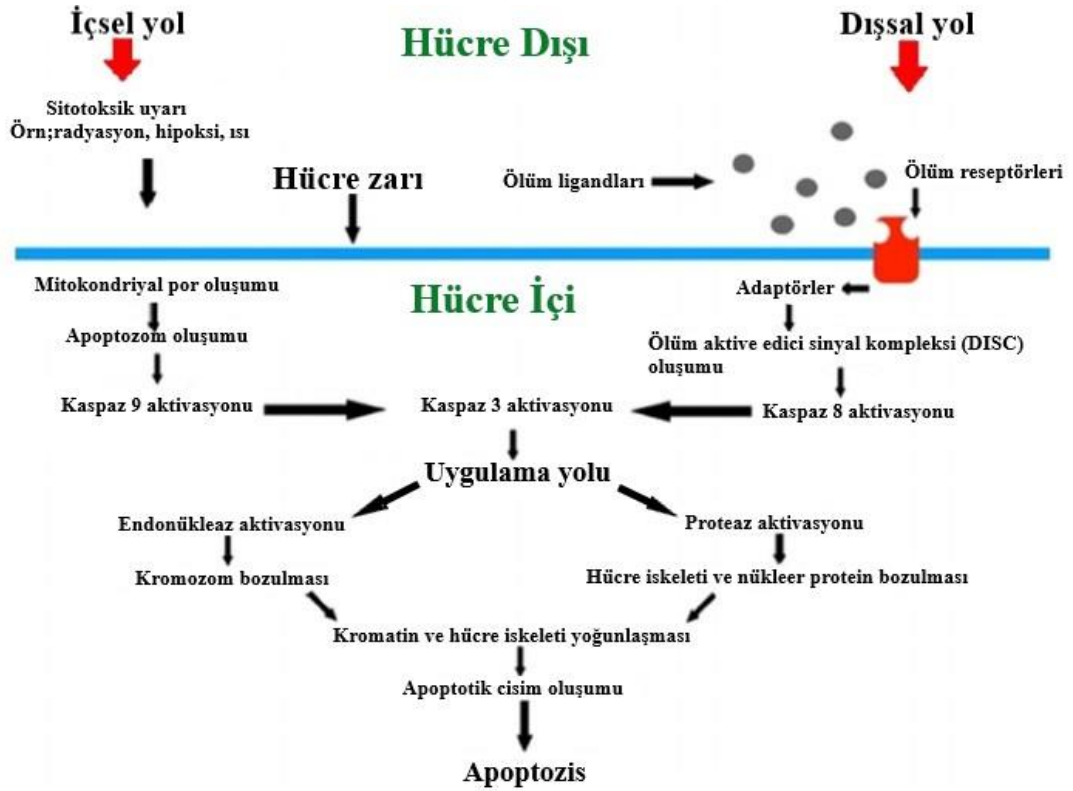 İçsel yol
Hücre Dışı
Dışsal yol
Sitotoksik uyarı
Örn;radyasyon, hipoksi, ısı
Hücre zarı
Ölüm ligandları
Ölüm reseptörleri
Mitokondriyal por oluşumu
Hücre İçi
Adaptörler
Apoptozom oluşumu
Ölüm aktive edici sinyal kompleksi (DISC)
oluşumu
Kaspaz 9 aktivasyonu
Kaspaz 3 aktivasyonu
Kaspaz 8 aktivasyonu
Uygulama yolu
Endonükleaz aktivasyonu
Proteaz aktivasyonu
Kromozom bozulması
Hücre iskeleti ve nükleer protein bozulması
Kromatin ve hücre iskeleti yoğunlaşması
Apoptotik cisim oluşumu
Apoptozis